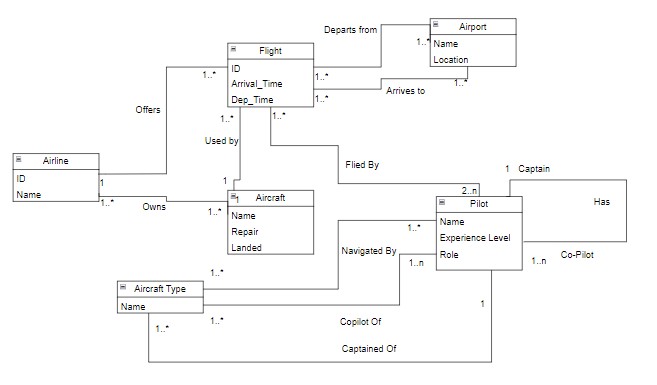 Departs from
Airport
1..*
Name
Location
1..*
Flight
ID
Arrival_Time
Dep_Time
1..*
1..*
1..*
Arrives to
Offers
1..*
1..*
Used by
1
Flied By
2..n
Airline
ID
Name
1
1..*
Owns
1..*
1
Aircraft
Name
Repair
Landed
1
Captain
Has
Pilot
Name
Experience Level
Role
1..*
1..n
1..n
Co-Pilot
1
Navigated By
1..*
Aircraft Type
Name
1..*
1..*
Copilot Of
Captained Of